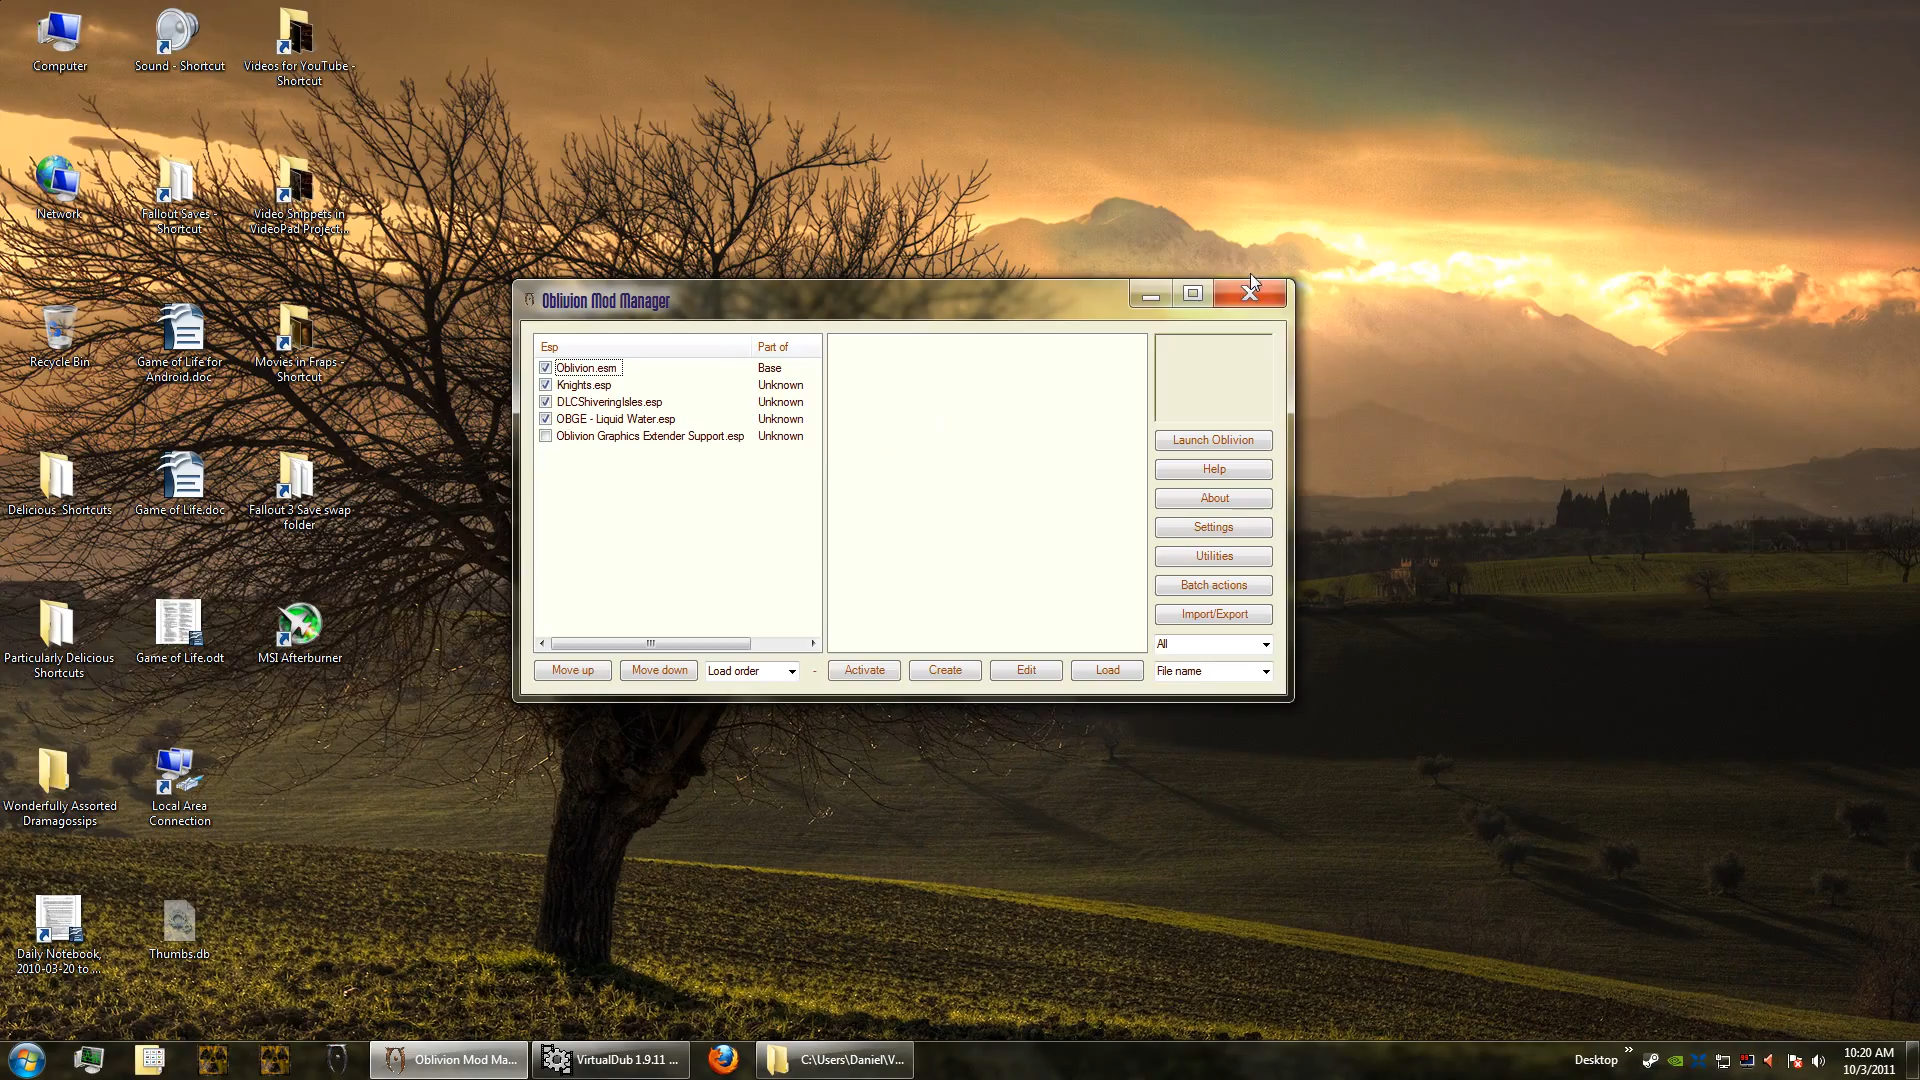 Computer
Sound - Shortcut
Videos for YouTube -
Shortcut
Network
Fallout Saves -
Shortcut
Video Snippets in
VideoPad Project...
Recycle Bin
Game of Life for
Android.doc
Movies in Fraps -
Shortcut
Delicious Shortcuts
Game of Life.doc
Fallout 3 Save swap
folder
Particularly Delicious
Shortcuts
Game of Life.odt
MSI Afterburner
Wonderfully Assorted
Dramagossips
Local Area
Connection
Daily Notebook,
2010-03-20 to ...
Thumbs.db
Oblivion Mod Manager
Esp
Part of
Oblivion.esm
Base
Knights.esp
Unknown
DLCShiveringIsles.esp
Unknown
OBGE - Liquid Water.esp
Unknown
Oblivion Graphics Extender Support.esp
Unknown
Launch Oblivion
Help
About
Settings
Utilities
Batch actions
Import/Export
All
File name
Move up
Move down
Load order
-
Activate
Create
Edit
Load
Oblivion Mod Ma...
VirtualDub 1.9.11 ...
C:\Users\Daniel\V...
Desktop
10:20 AM
10/3/2011